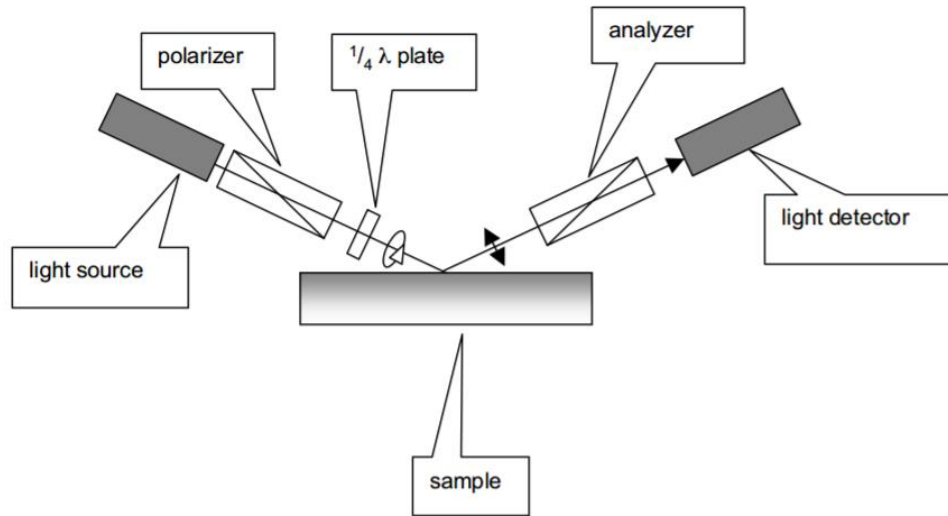 polarizer
¹/₄ λ plate
analyzer
light source
light detector
sample